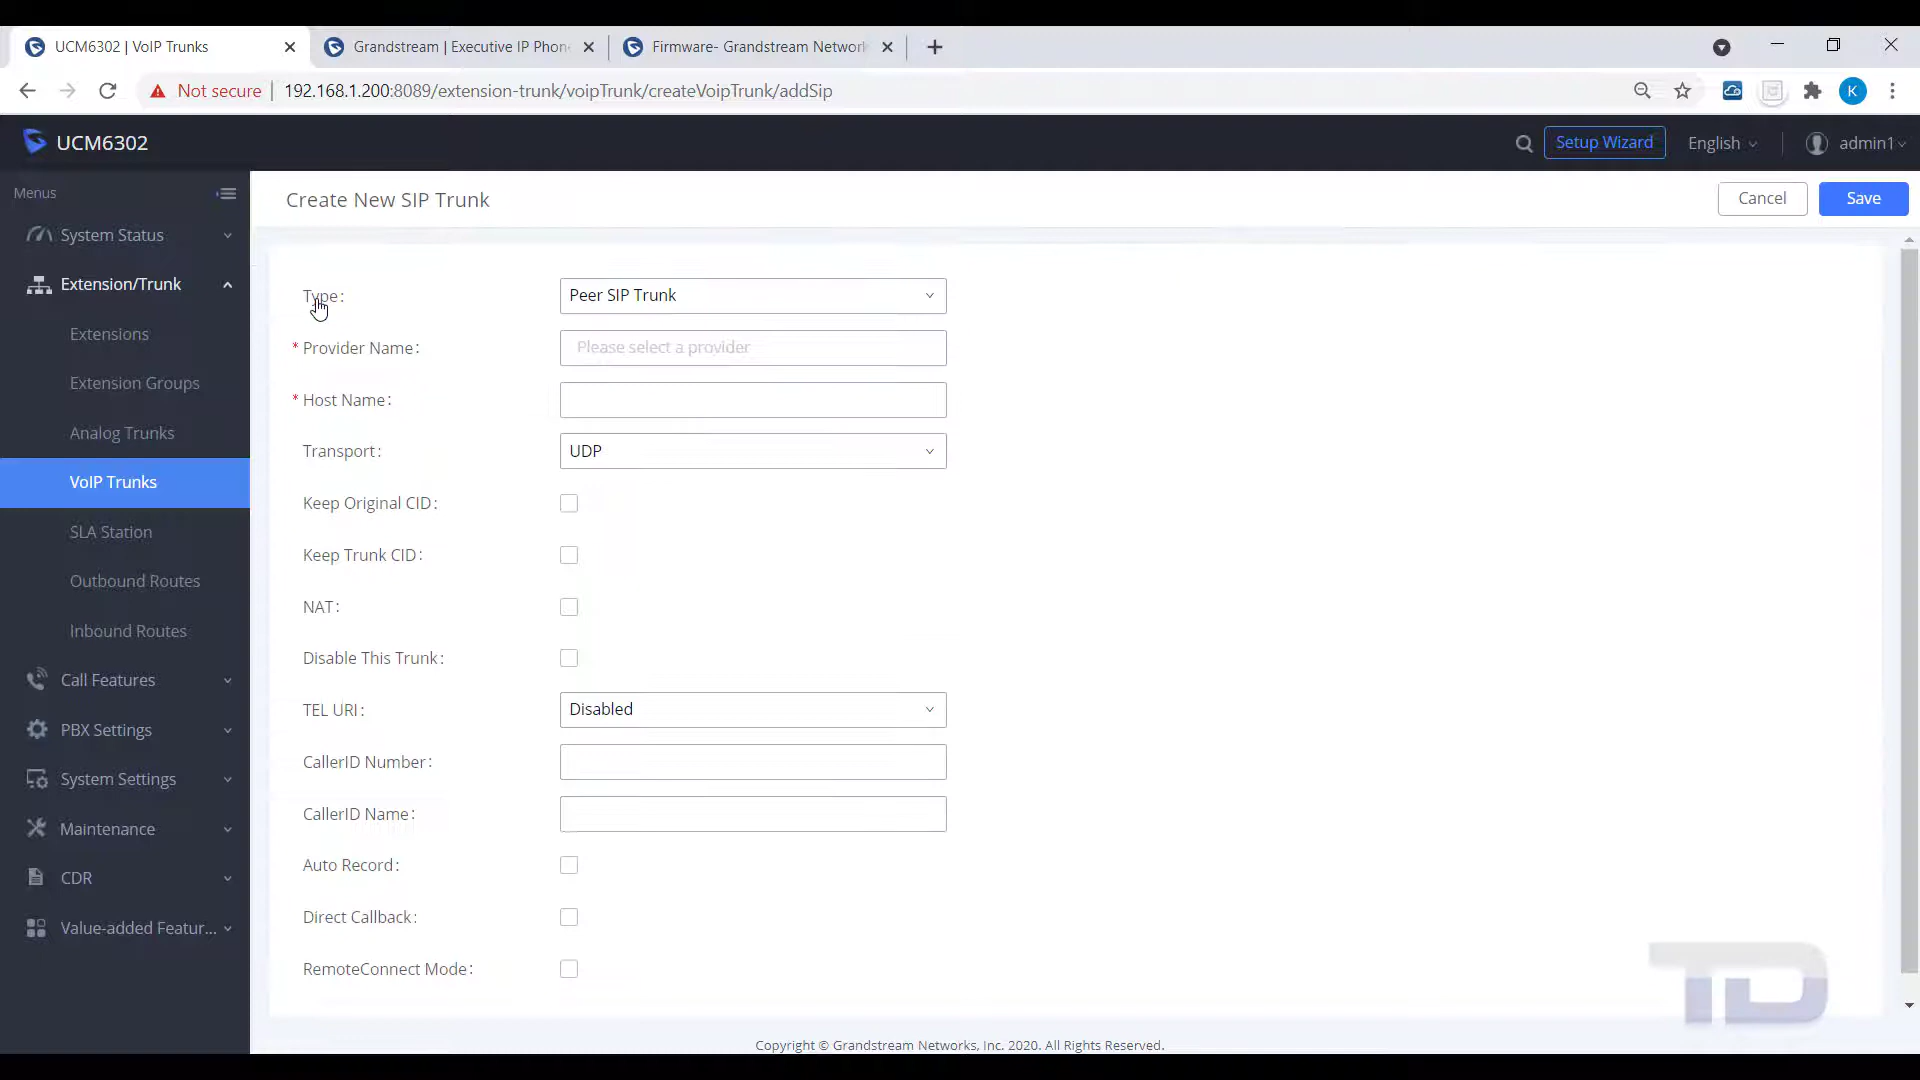 UCM6302 | VoIP Trunks
Grandstream | Executive IP Phon
Firmware- Grandstream Networ
Not secure
192.168.1.200:8089/extension-trunk/voipTrunk/createVoipTrunk/addSip
K
UCM6302
Setup Wizard
English
admin1
Menus
System Status
Extension/Trunk
Extensions
Extension Groups
Analog Trunks
VoIP Trunks
SLA Station
Outbound Routes
Inbound Routes
Call Features
PBX Settings
System Settings
Maintenance
CDR
Value-added Featur...
Create New SIP Trunk
Cancel
Save
Type:
Peer SIP Trunk
* Provider Name:
Please select a provider
* Host Name:
Transport:
UDP
Keep Original CID:
Keep Trunk CID:
NAT:
Disable This Trunk:
TEL URI:
Disabled
CallerID Number:
CallerID Name:
Auto Record:
Direct Callback:
RemoteConnect Mode:
TD
Copyright © Grandstream Networks, Inc. 2020. All Rights Reserved.